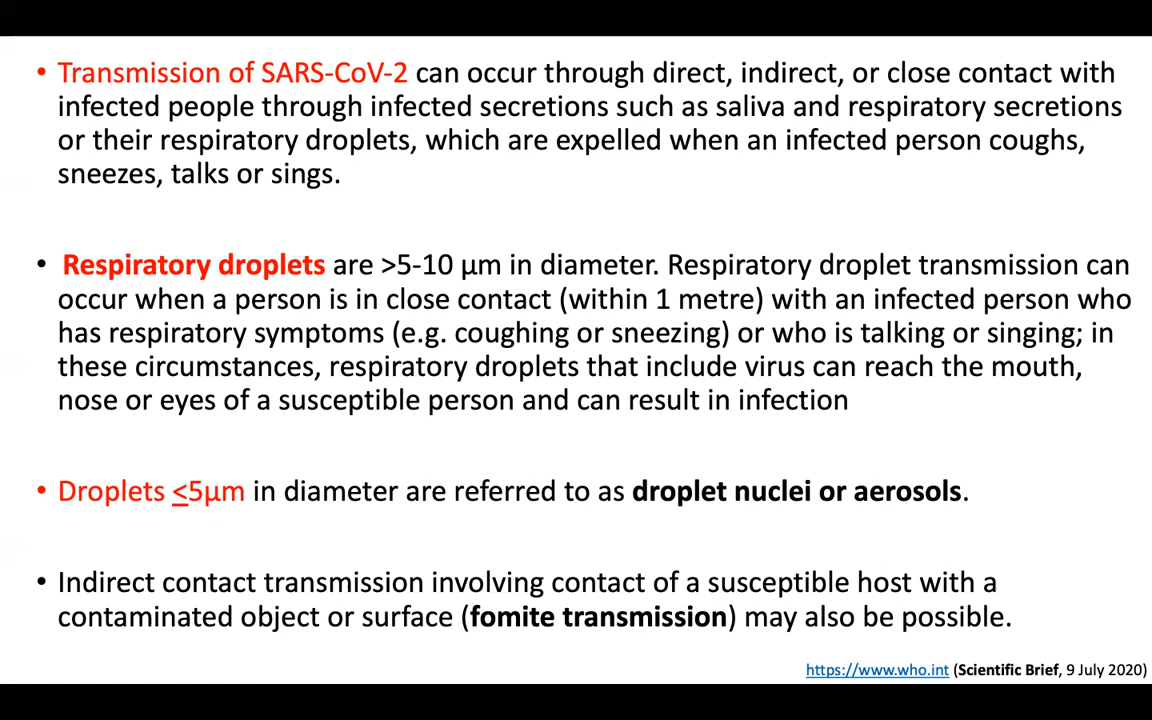 • Transmission of SARS-CoV-2 can occur through direct, indirect, or close contact with
infected people through infected secretions such as saliva and respiratory secretions
or their respiratory droplets, which are expelled when an infected person coughs,
sneezes, talks or sings.
• Respiratory droplets are >5-10 μm in diameter. Respiratory droplet transmission can
occur when a person is in close contact (within 1 metre) with an infected person who
has respiratory symptoms (e.g. coughing or sneezing) or who is talking or singing; in
these circumstances, respiratory droplets that include virus can reach the mouth,
nose or eyes of a susceptible person and can result in infection
• Droplets <5μm in diameter are referred to as droplet nuclei or aerosols.
• Indirect contact transmission involving contact of a susceptible host with a
contaminated object or surface (fomite transmission) may also be possible.
https://www.who.int (Scientific Brief, 9 July 2020)